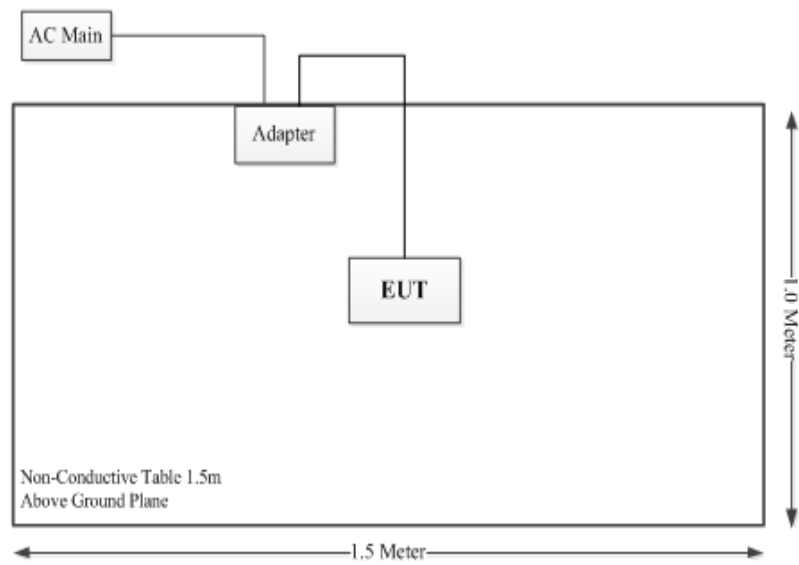 AC Main
Adapter
EUT
1.0 Meter
Non-Conductive Table 1.5m
Above Ground Plane
1.5 Meter